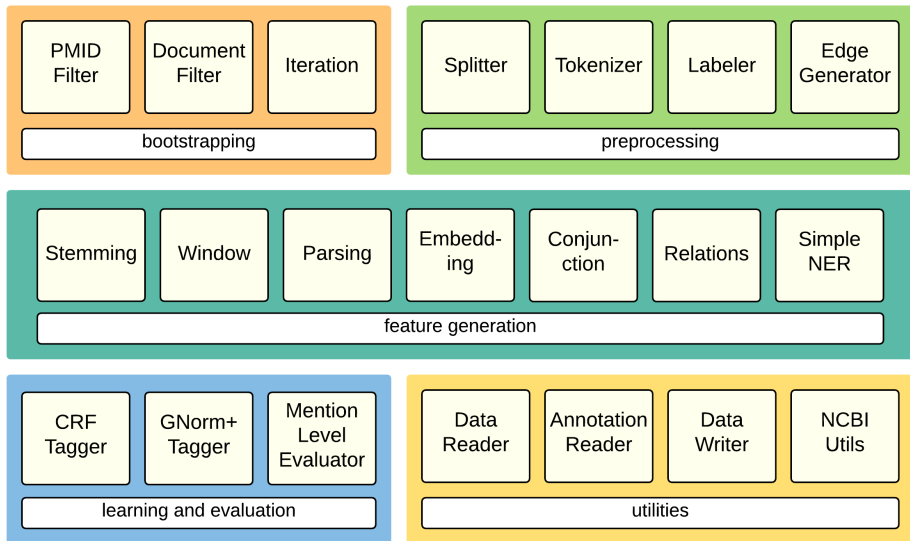 PMID
Filter
Document
Filter
Iteration
bootstrapping
Splitter
Tokenizer
Labeler
Edge
Generator
preprocessing
Stemming
Window
Parsing
Embedd-
ing
Conjun-
ction
Relations
Simple
NER
feature generation
CRF
Tagger
GNorm+
Tagger
Mention
Level
Evaluator
learning and evaluation
Data
Reader
Annotation
Reader
Data
Writer
NCBI
Utils
utilities